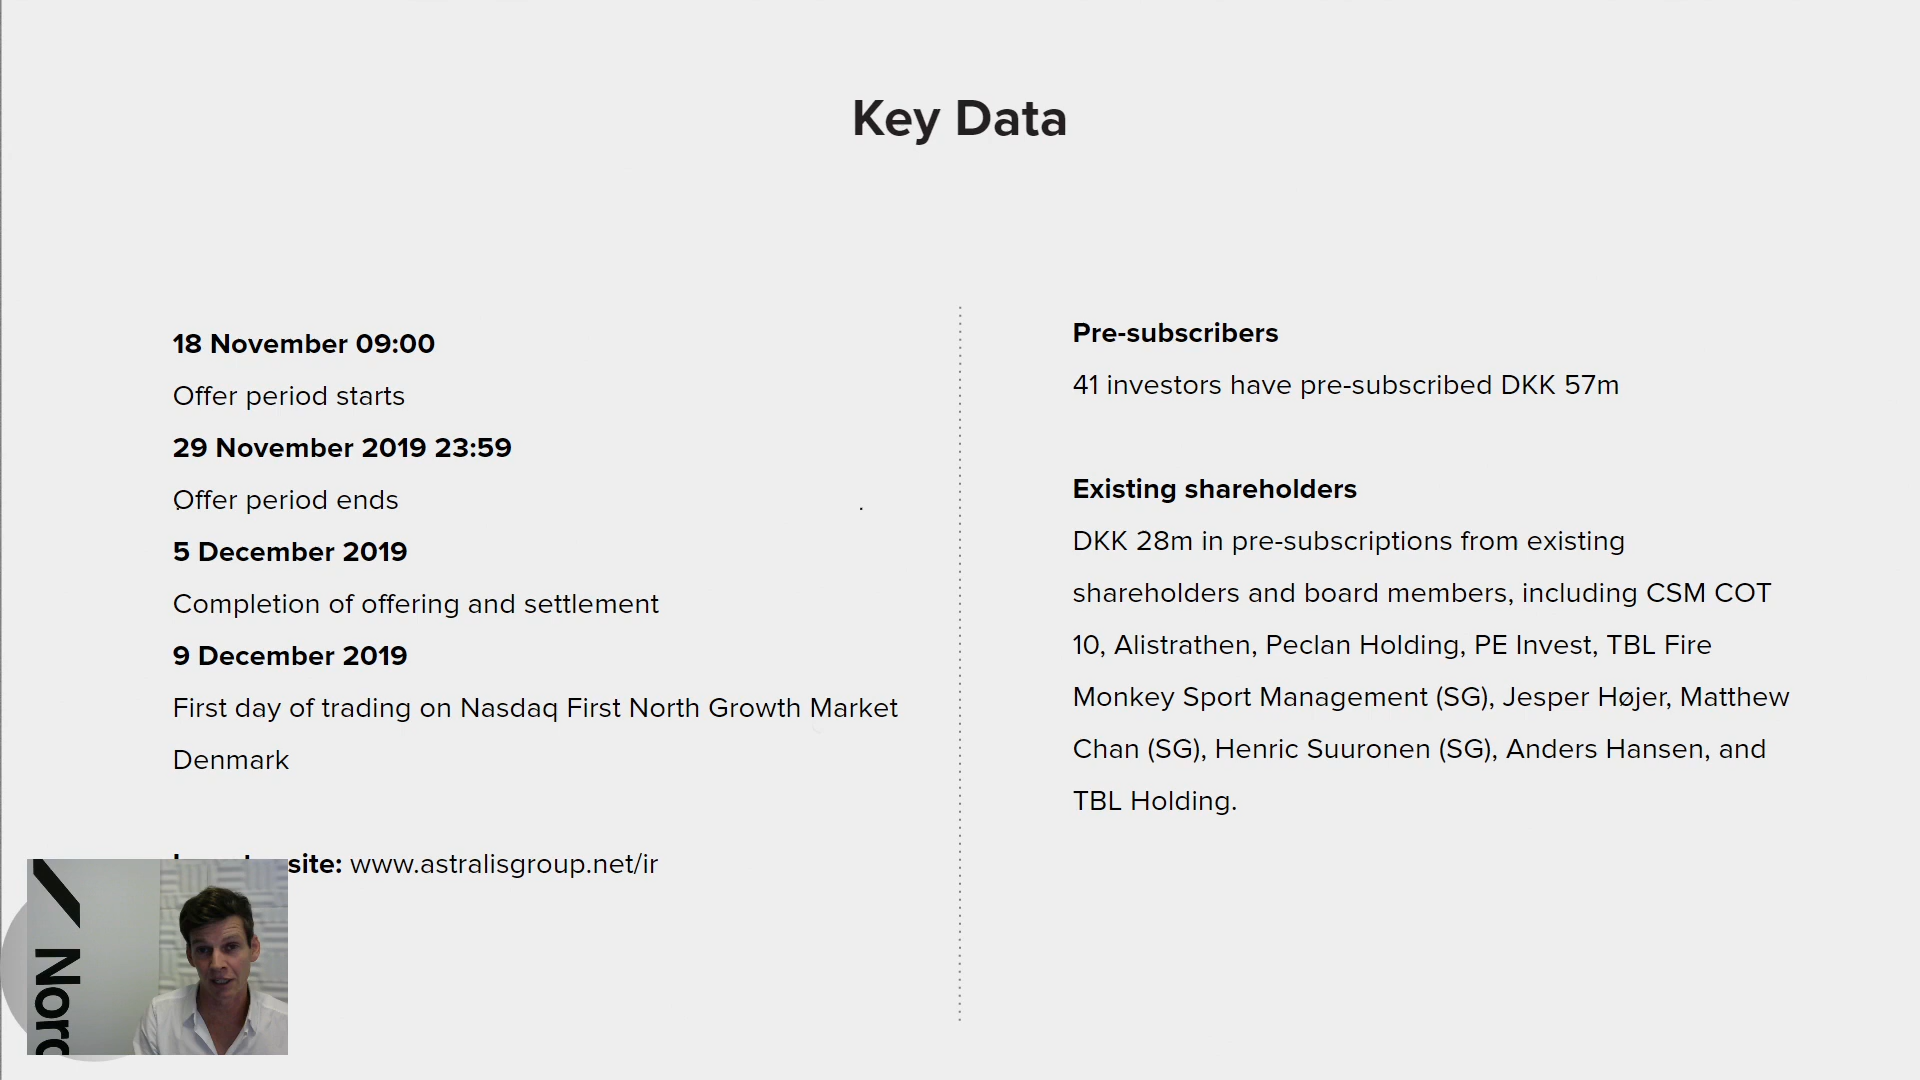 Key Data
18 November 09:00
Offer period starts
29 November 2019 23:59
Offer period ends
5 December 2019
Completion of offering and settlement
9 December 2019
First day of trading on Nasdaq First North Growth Market
Denmark
site: www.astralisgroup.net/ir
Pre-subscribers
41 investors have pre-subscribed DKK 57m
Existing shareholders
DKK 28m in pre-subscriptions from existing
shareholders and board members, including CSM COT
10, Alistrathen, Peclan Holding, PE Invest, TBL Fire
Monkey Sport Management (SG), Jesper Højer, Matthew
Chan (SG), Henric Suuronen (SG), Anders Hansen, and
TBL Holding.
/ Nord